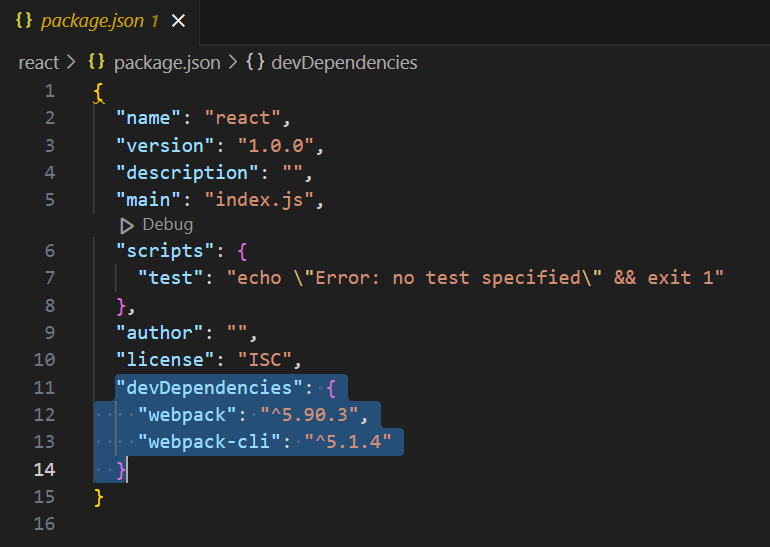 {} package.json 1 ×
react > {} package.json > {} devDependencies
1 {
2 "name": "react",
3 "version": "1.0.0",
4 "description": "",
5 "main": "index.js",
Debug
6 "scripts": {
7 "test": "echo \"Error: no test specified\" && exit 1"
8 },
9 "author": "",
10 "license": "ISC",
11 "devDependencies": {
12 "webpack": "^5.90.3",
13 "webpack-cli": "^5.1.4"
14 }
15 }
16